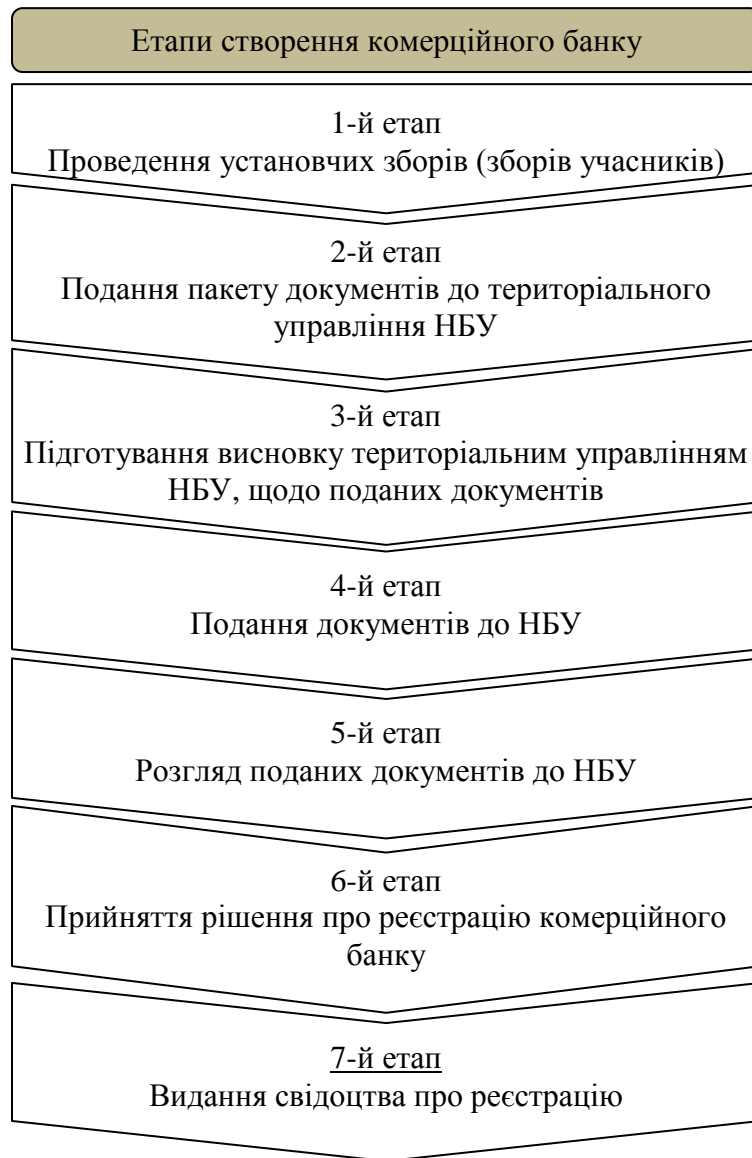 Етапи створення комерційного банку
1-й етап
Проведення установчих зборів (зборів учасників)
2-й етап
Подання пакету документів до територіального
управління НБУ
3-й етап
Підготування висновку територіальним управлінням
НБУ, щодо поданих документів
4-й етап
Подання документів до НБУ
5-й етап
Розгляд поданих документів до НБУ
6-й етап
Прийняття рішення про реєстрацію комерційного
банку
7-й етап
Видання свідоцтва про реєстрацію